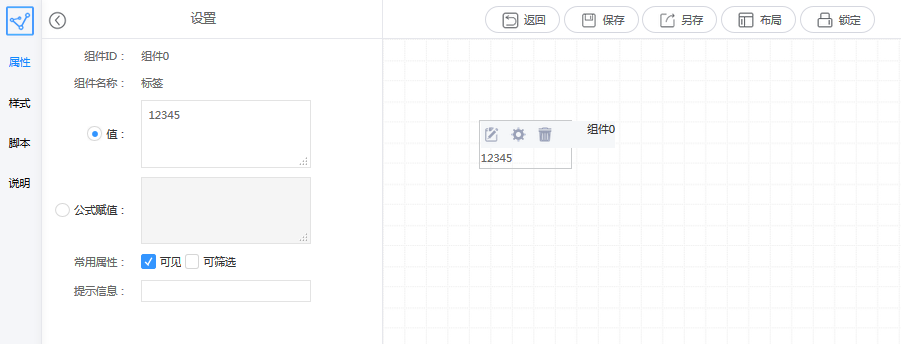 设置
返回
保存
另存
布局
锁定
属性
样式
脚本
说明
组件ID： 组件0
组件名称： 标签
值： 12345
公式赋值：
常用属性： 可见 可筛选
提示信息：
组件0
12345